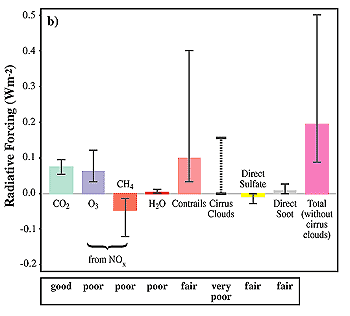 b)
Radiative Forcing (Wm-2)
0.5
0.4
0.3
0.2
0.1
0.0
-0.1
-0.2
CO2
O3
CH4
H2O
Contrails
Cirrus
Clouds
Direct
Sulfate
Direct
Soot
Total
(without
cirrus
clouds)
from NOx
good
poor
poor
poor
fair
very
poor
fair
fair